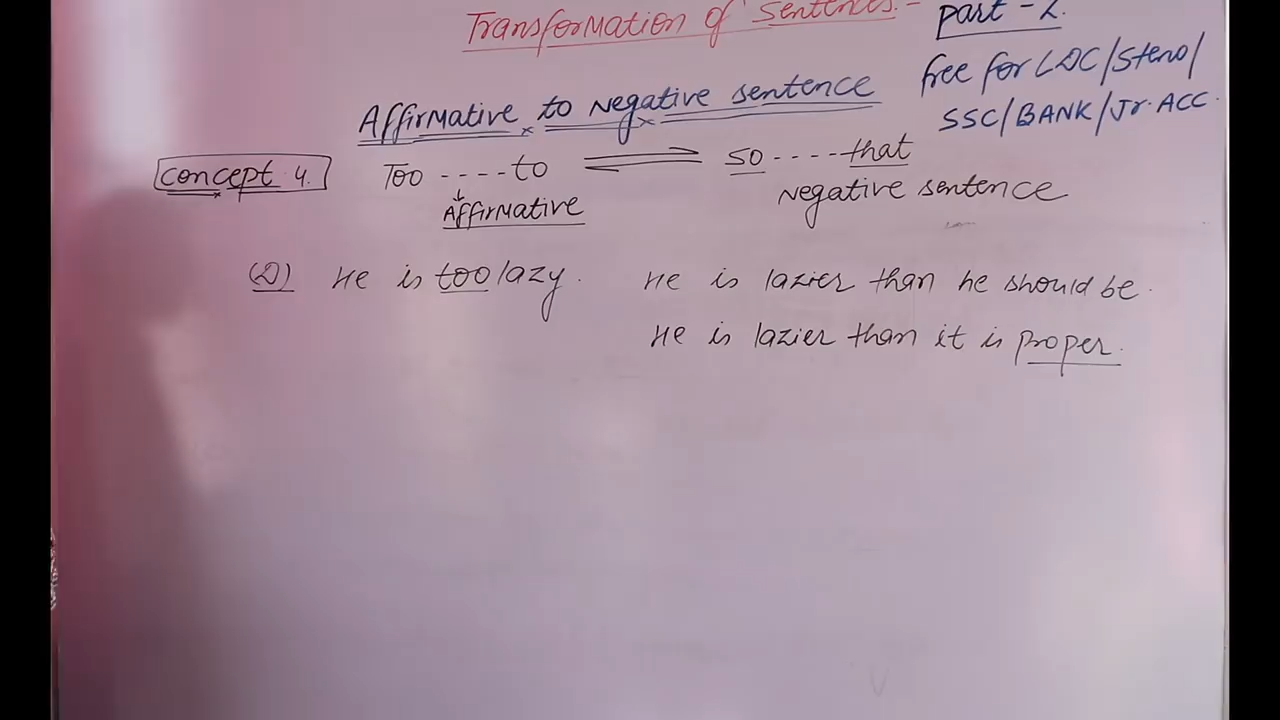 Transformation of Sentences.-
part - 2.
free for LDC/Steno/
SSC/BANK/Jr. ACC.
Affirmative to Negative sentence
Concept 4. Too ----to ⇌ so ----that
Affirmative Negative sentence
(D) He is too lazy. He is lazier than he should be.
He is lazier than it is proper.